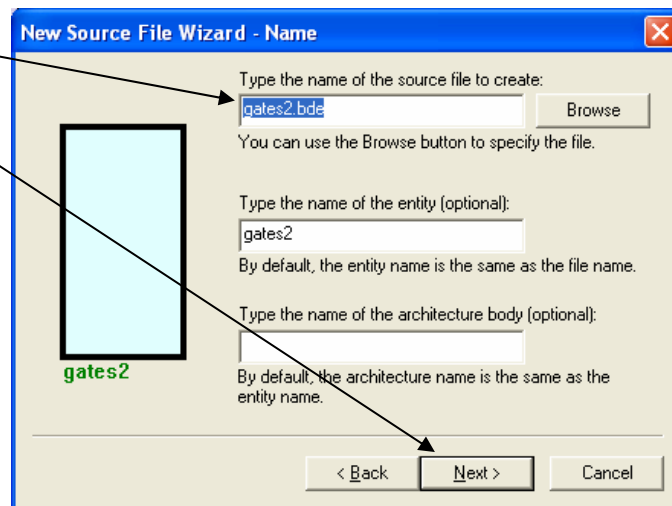 New Source File Wizard - Name
Type the name of the source file to create:
gates2.bde
Browse
You can use the Browse button to specify the file.
Type the name of the entity (optional):
gates2
By default, the entity name is the same as the file name.
Type the name of the architecture body (optional):
gates2
By default, the architecture name is the same as the
entity name.
< Back
Next >
Cancel